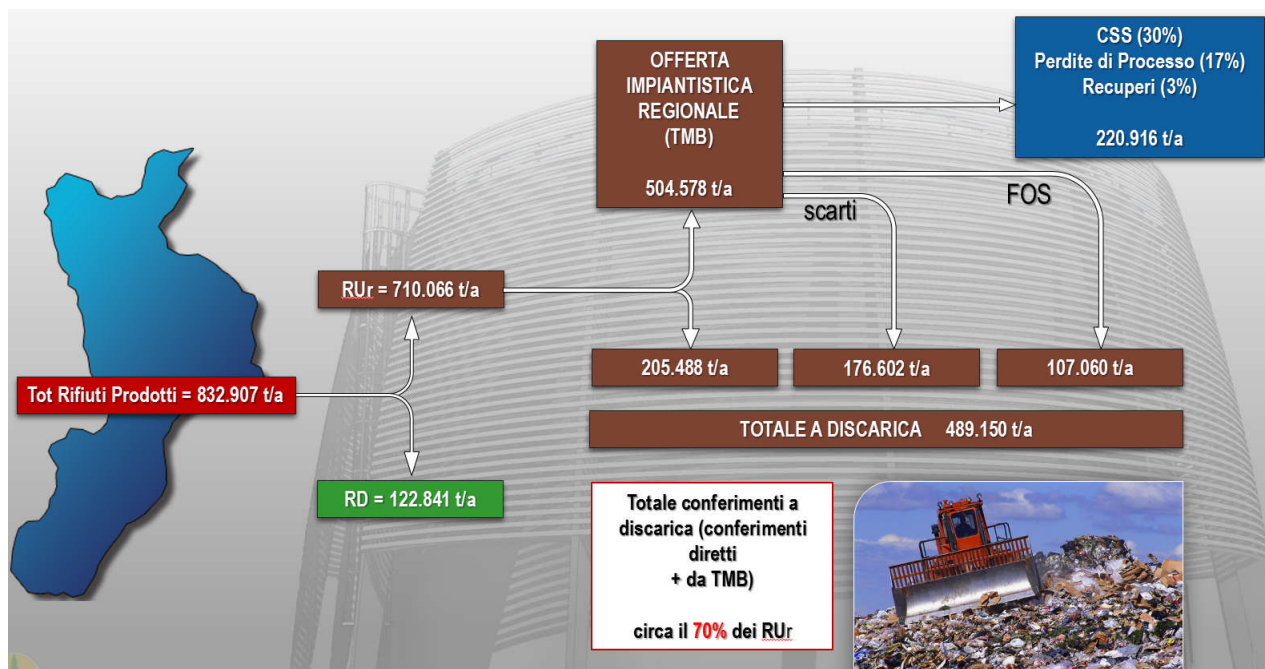 CSS (30%)
Perdite di Processo (17%)
Recuperi (3%)
220.916 t/a
OFFERTA
IMPIANTISTICA
REGIONALE
(TMB)
504.578 t/a
scarti
FOS
RUr = 710.066 t/a
205.488 t/a
176.602 t/a
107.060 t/a
Tot Rifiuti Prodotti = 832.907 t/a
TOTALE A DISCARICA 489.150 t/a
RD = 122.841 t/a
Totale conferimenti a
discarica (conferimenti
diretti
+ da TMB)
circa il 70% dei RUr